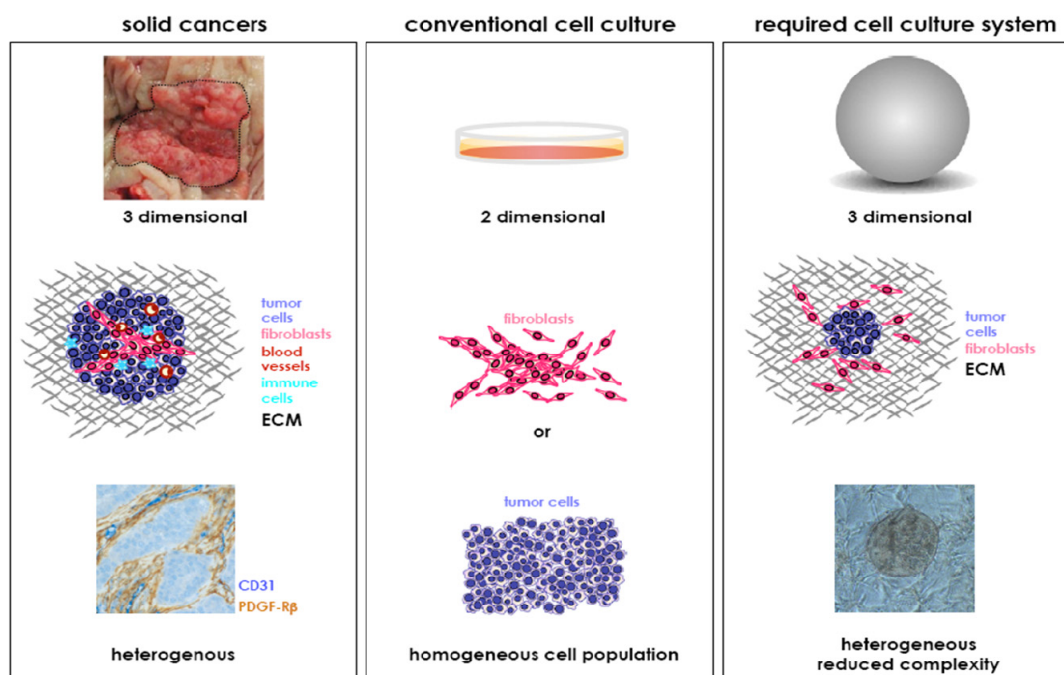 solid cancers
3 dimensional
tumor
cells
fibroblasts
blood
vessels
immune
cells
ECM
CD31
PDGF-Rβ
heterogenous
conventional cell culture
2 dimensional
fibroblasts
or
tumor cells
homogeneous cell population
required cell culture system
3 dimensional
tumor
cells
fibroblasts
ECM
heterogeneous
reduced complexity